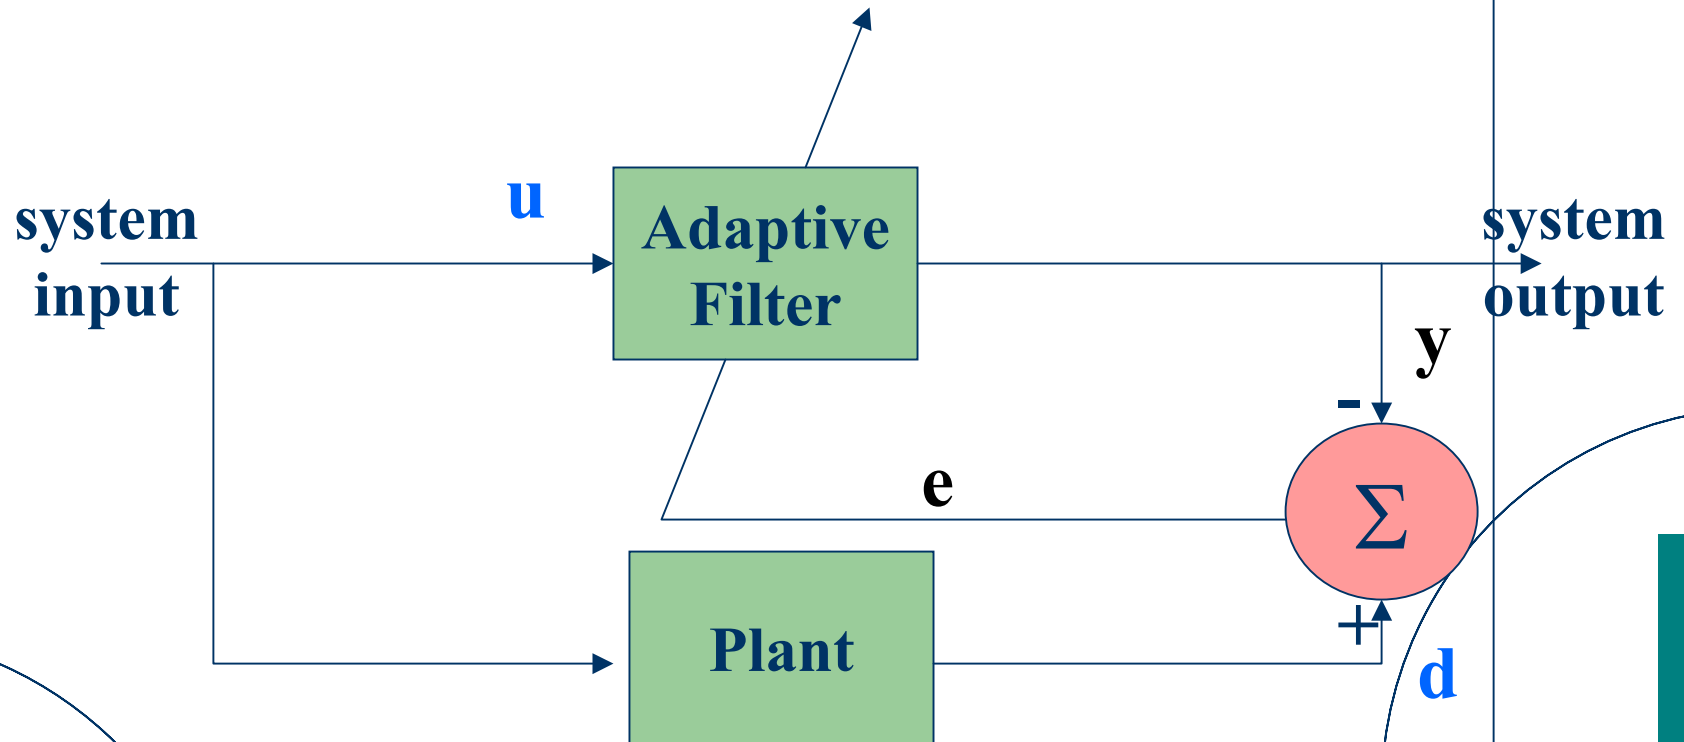 system
input
u
Adaptive
Filter
system
output
y
-
e
Σ
+
Plant
d